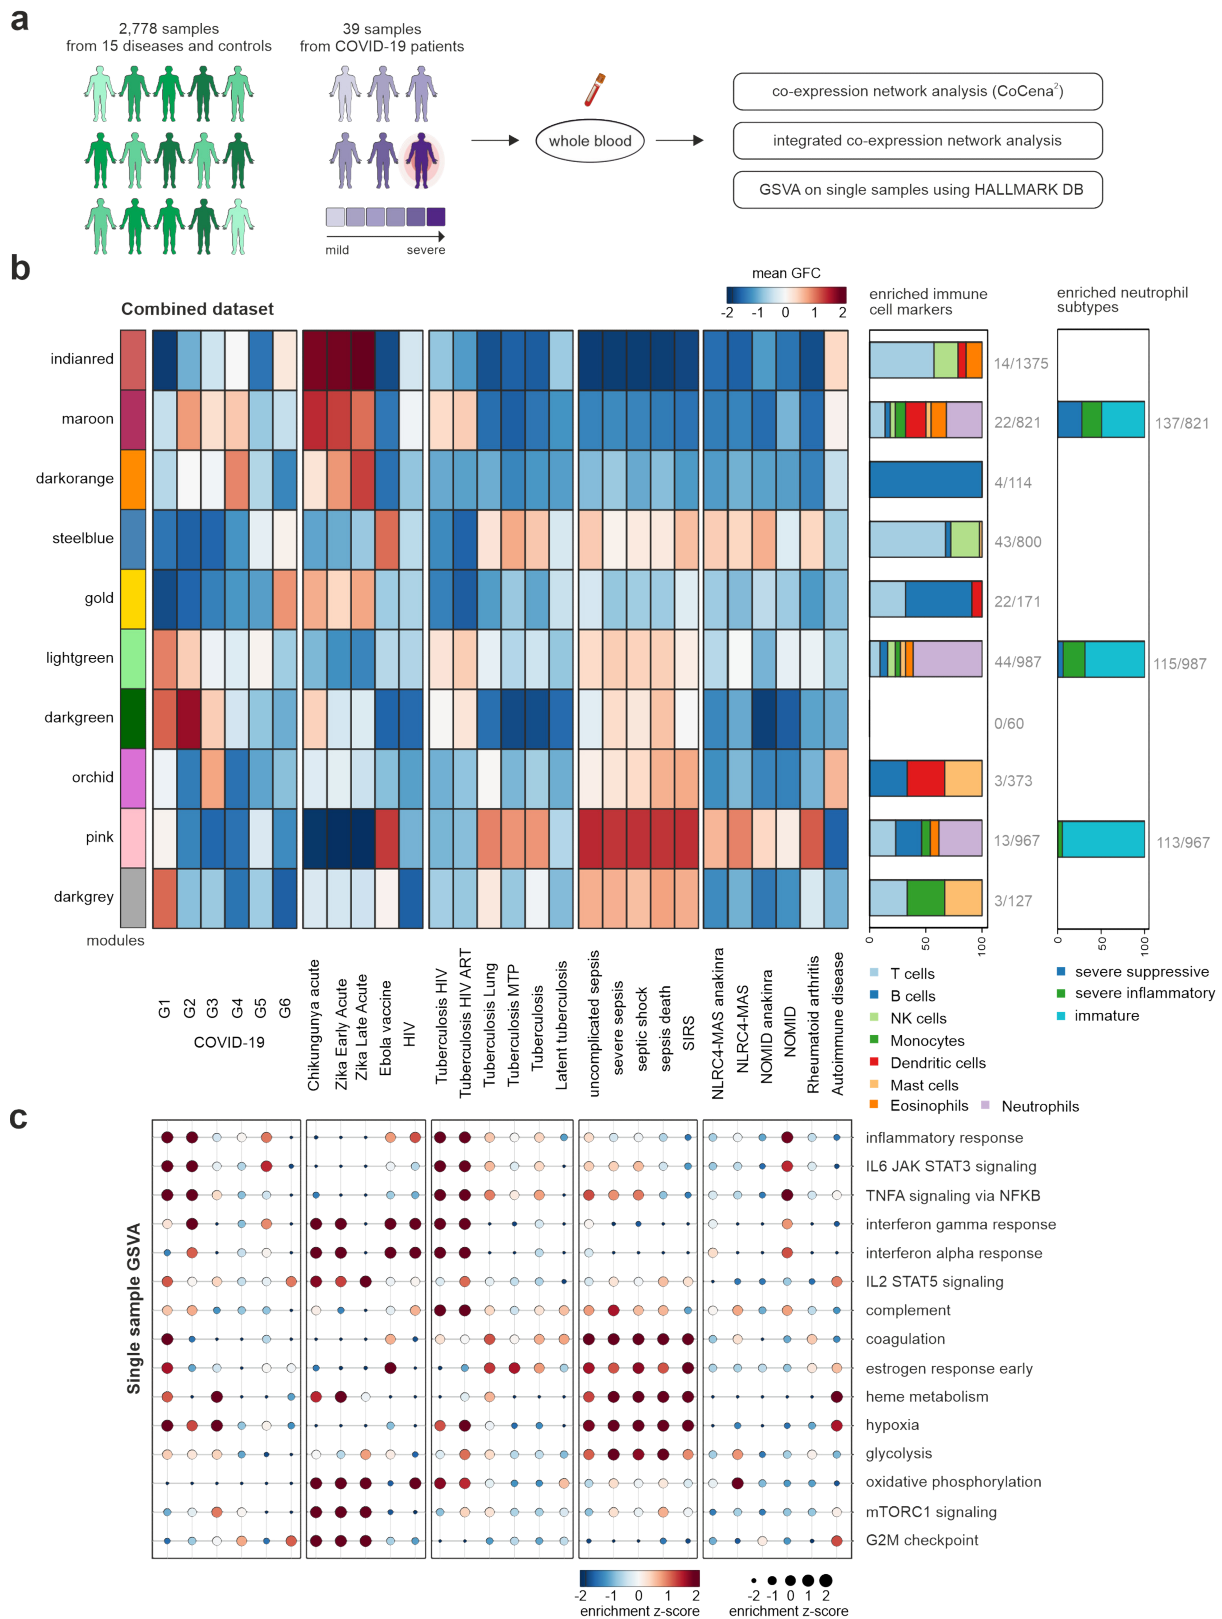 a
2,778 samples
from 15 diseases and controls
39 samples
from COVID-19 patients
mild
severe
whole blood
co-expression network analysis (CoCena²)
integrated co-expression network analysis
GSVA on single samples using HALLMARK DB
b
Combined dataset
mean GFC
-2 -1 0 1 2
enriched immune
cell markers
enriched neutrophil
subtypes
indianred
14/1375
maroon
22/821
137/821
darkorange
4/114
steelblue
43/800
gold
22/171
lightgreen
44/987
115/987
darkgreen
0/60
orchid
3/373
pink
13/967
113/967
darkgrey
3/127
modules
0 50 100
0 50 100
G1
G2
G3
G4
G5
G6
COVID-19
Chikungunya acute
Zika Early Acute
Zika Late Acute
Ebola vaccine
HIV
Tuberculosis HIV
Tuberculosis HIV ART
Tuberculosis Lung
Tuberculosis MTP
Tuberculosis
Latent tuberculosis
uncomplicated sepsis
severe sepsis
septic shock
sepsis death
SIRS
NLRC4-MAS anakinra
NLRC4-MAS
NOMID anakinra
NOMID
Rheumatoid arthritis
Autoimmune disease
T cells
B cells
NK cells
Monocytes
Dendritic cells
Mast cells
Eosinophils
Neutrophils
severe suppressive
severe inflammatory
immature
c
Single sample GSVA
inflammatory response
IL6 JAK STAT3 signaling
TNFA signaling via NFKB
interferon gamma response
interferon alpha response
IL2 STAT5 signaling
complement
coagulation
estrogen response early
heme metabolism
hypoxia
glycolysis
oxidative phosphorylation
mTORC1 signaling
G2M checkpoint
-2 -1 0 1 2
enrichment z-score
-2 -1 0 1 2
enrichment z-score